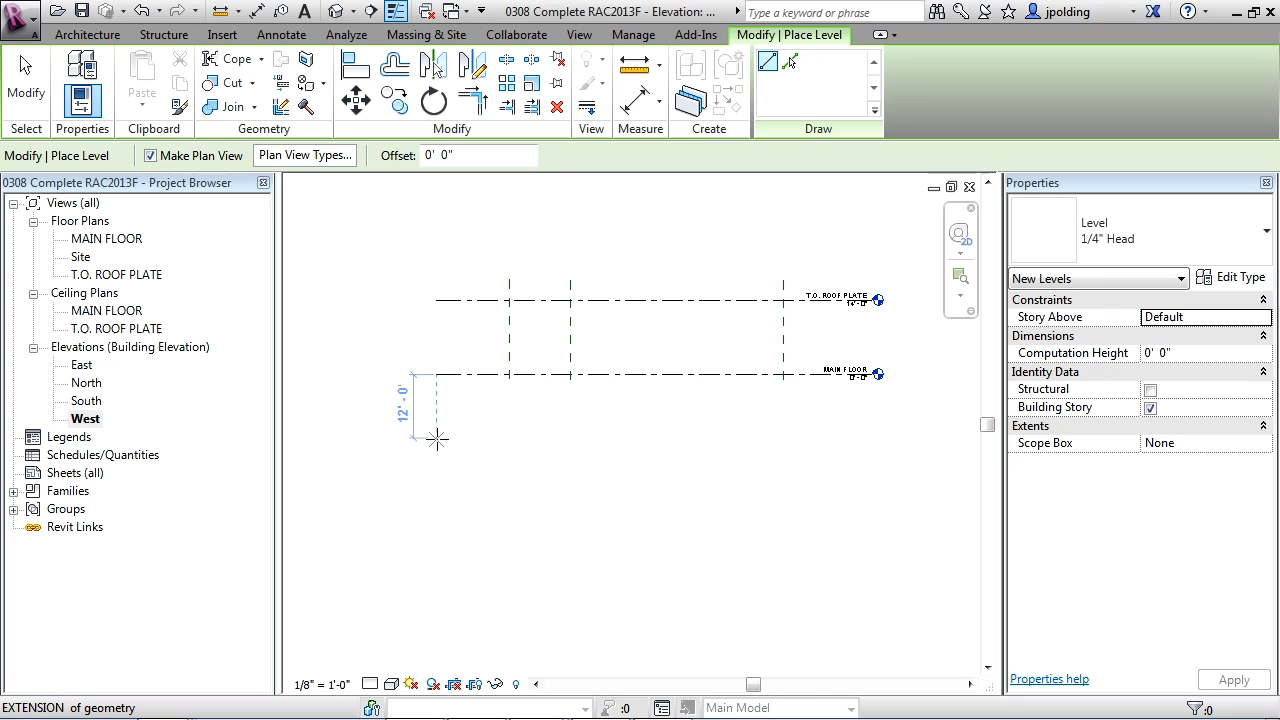 0308 Complete RAC2013F - Elevation: ...
Type a keyword or phrase
jpolding
Architecture
Structure
Insert
Annotate
Analyze
Massing & Site
Collaborate
View
Manage
Add-Ins
Modify | Place Level
Modify
Paste
Cope
Cut
Join
Select
Properties
Clipboard
Geometry
Modify
View
Measure
Create
Draw
Modify | Place Level
Make Plan View
Plan View Types...
Offset: 0' 0"
0308 Complete RAC2013F - Project Browser
Views (all)
Floor Plans
MAIN FLOOR
Site
T.O. ROOF PLATE
Ceiling Plans
MAIN FLOOR
T.O. ROOF PLATE
Elevations (Building Elevation)
East
North
South
West
Legends
Schedules/Quantities
Sheets (all)
Families
Groups
Revit Links
2D
T.O. ROOF PLATE
14'-0"
MAIN FLOOR
0'-0"
12' - 0"
1/8" = 1'-0"
Properties
Level
1/4" Head
New Levels
Edit Type
Constraints
Story Above Default
Dimensions
Computation Height 0' 0"
Identity Data
Structural
Building Story
Extents
Scope Box None
Properties help
Apply
EXTENSION of geometry
:0
Main Model
:0